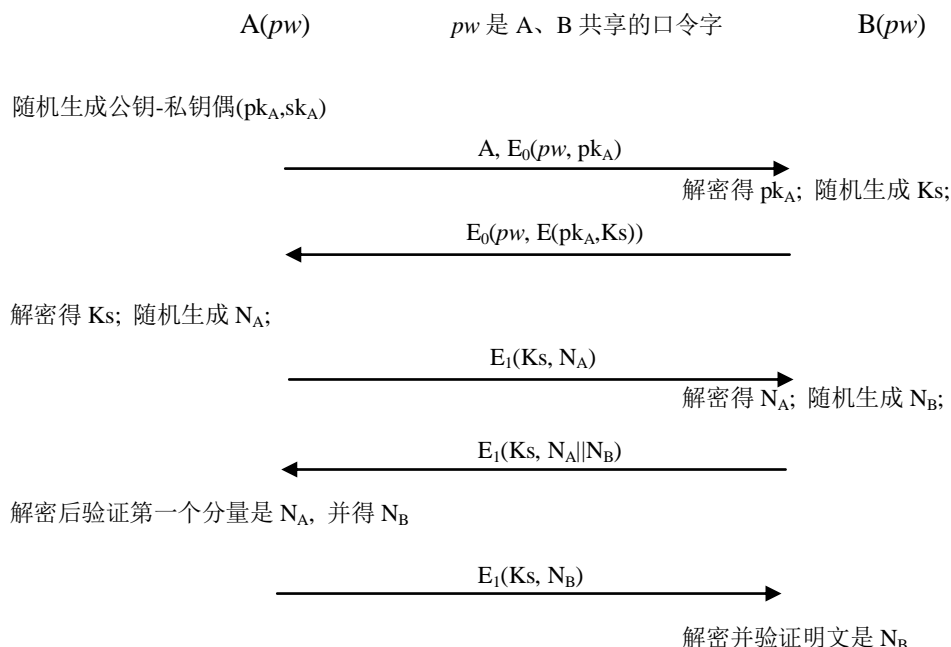 A(pw) pw 是 A、B 共享的口令字 B(pw)
随机生成公钥-私钥偶(pkA,skA)
A, E0(pw, pkA)
解密得 pkA; 随机生成 Ks;
E0(pw, E(pkA,Ks))
解密得 Ks; 随机生成 NA;
E1(Ks, NA)
解密得 NA; 随机生成 NB;
E1(Ks, NA||NB)
解密后验证第一个分量是 NA, 并得 NB
E1(Ks, NB)
解密并验证明文是 NB